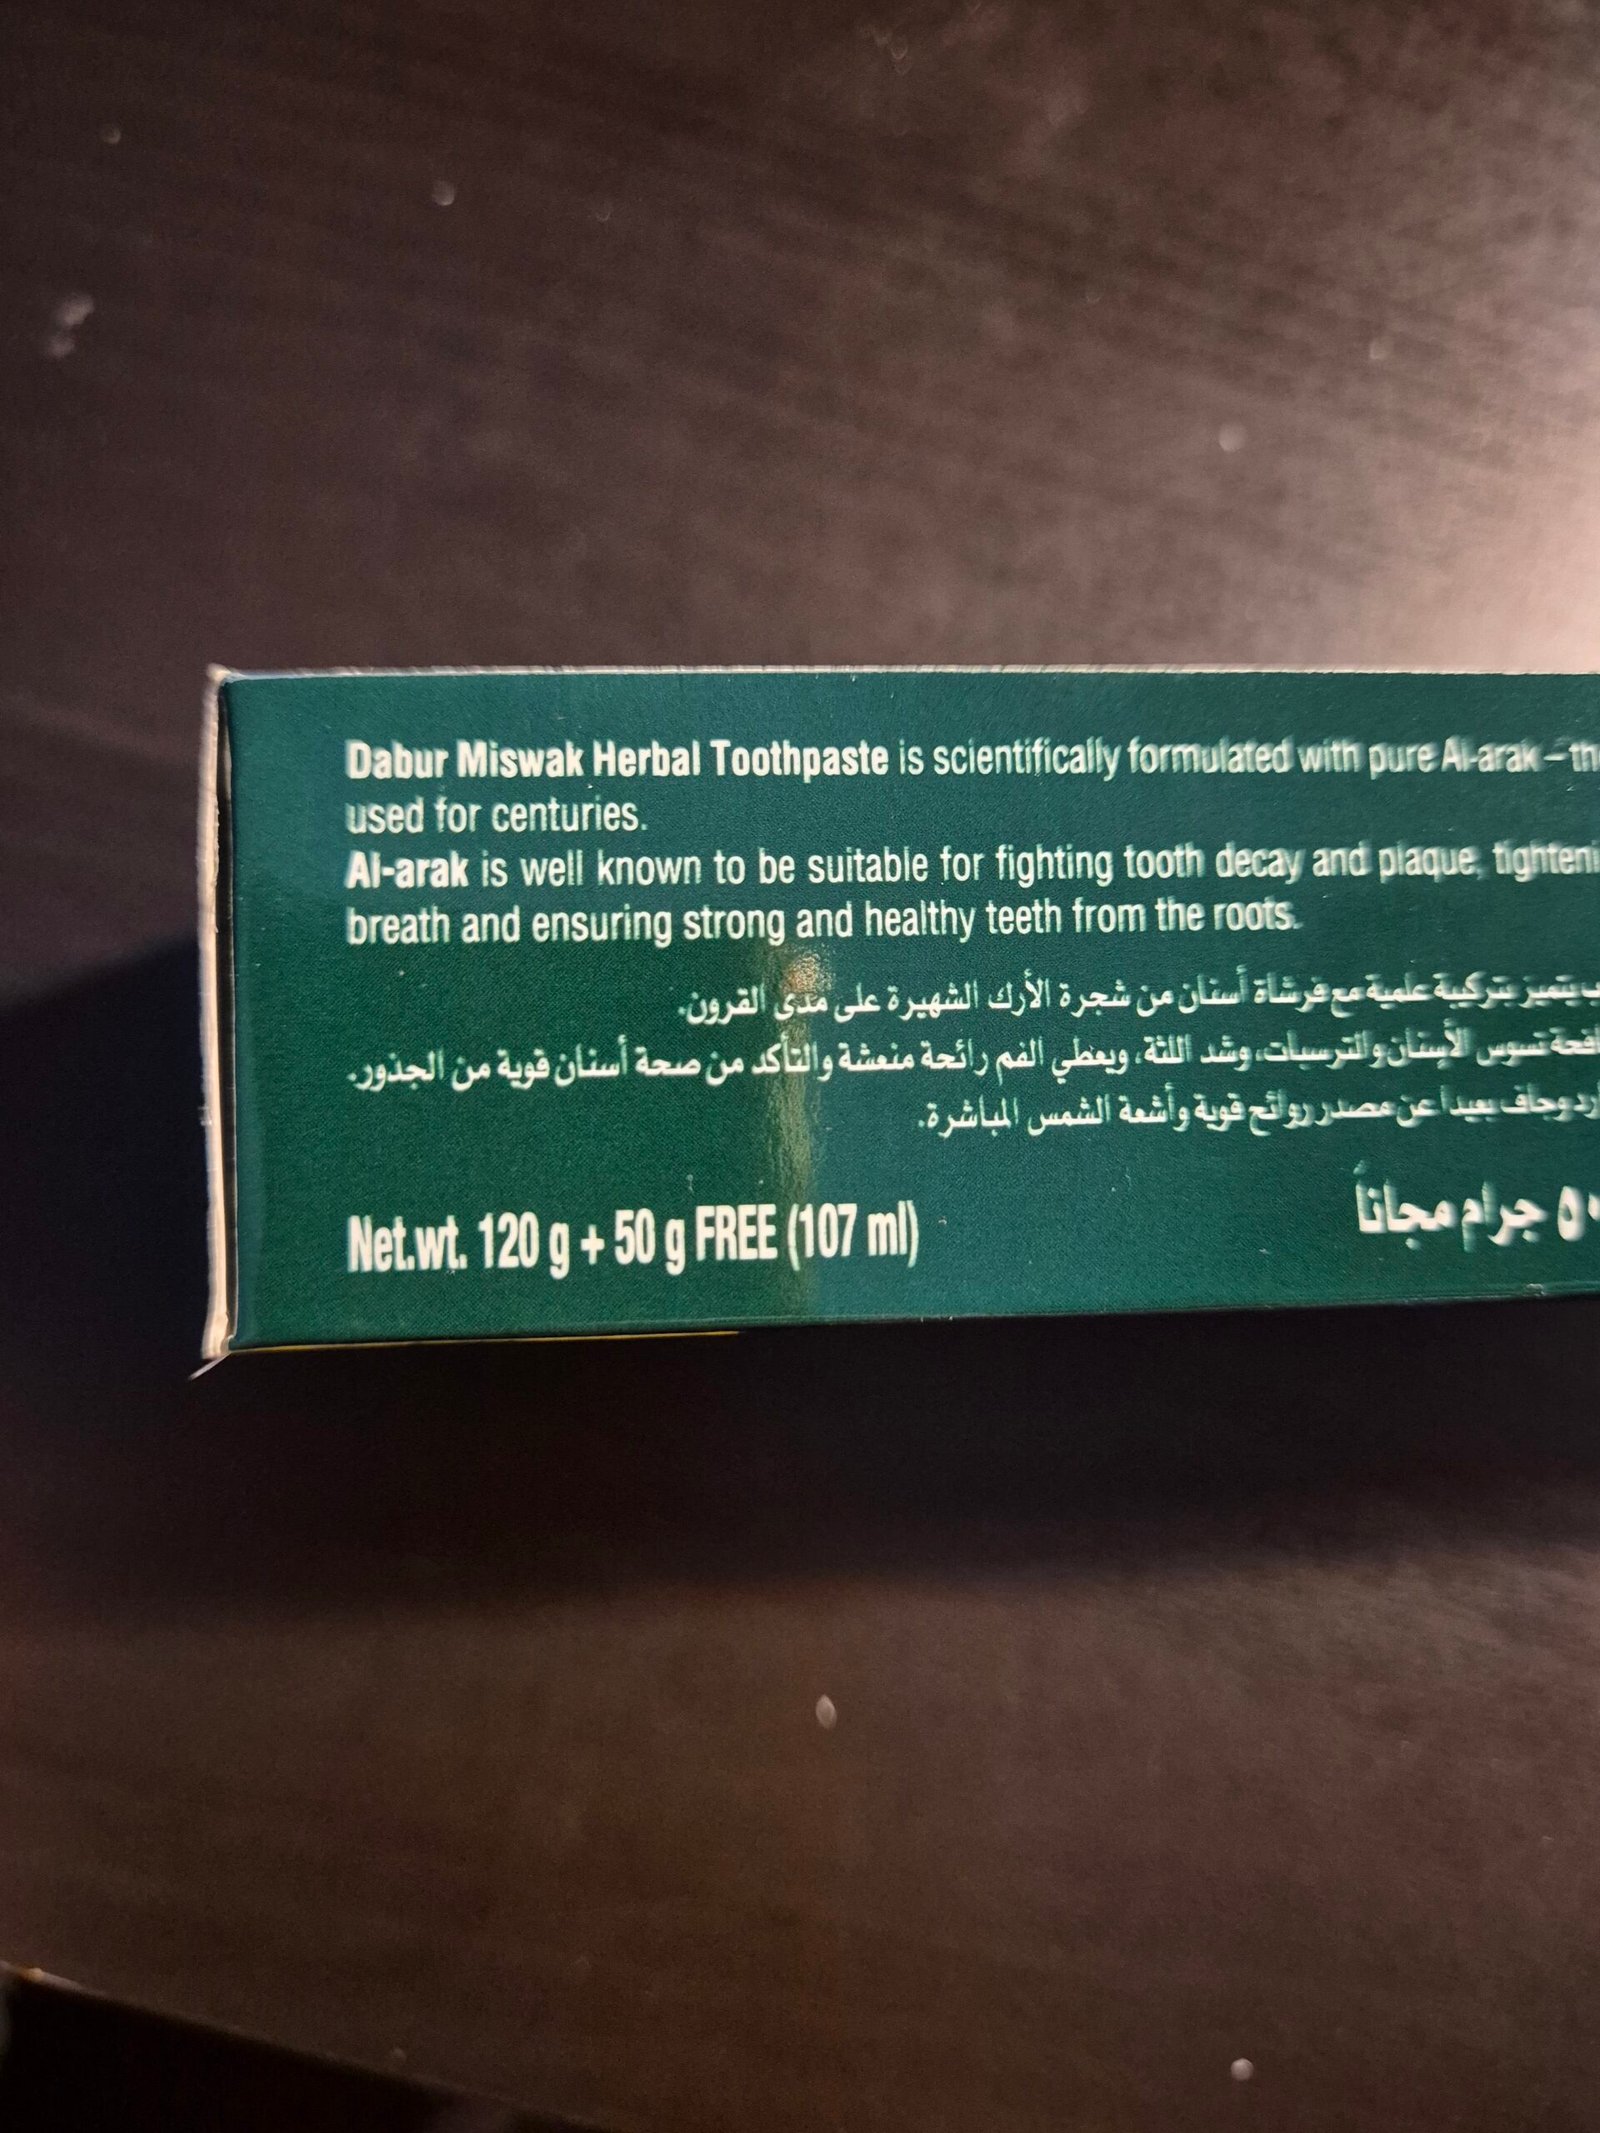 Dabur Miswak Herbal Toothpaste is scientifically formulated with pure Al-arak – the
used for centuries.
Al-arak is well known to be suitable for fighting tooth decay and plaque, tighteni
breath and ensuring strong and healthy teeth from the roots.
يتميز بتركيبة علمية مع فرشاة أسنان من شجرة الأرك الشهيرة على مدى القرون.
تسوس الأسنان والترسبات، وشد اللثة، ويعطي الفم رائحة منعشة والتأكد من صحة أسنان قوية من الجذور.
وجاف بعيداً عن مصدر روائح قوية وأشعة الشمس المباشرة.
Net.wt. 120 g + 50 g FREE (107 ml)
٥٠ جرام مجاناً